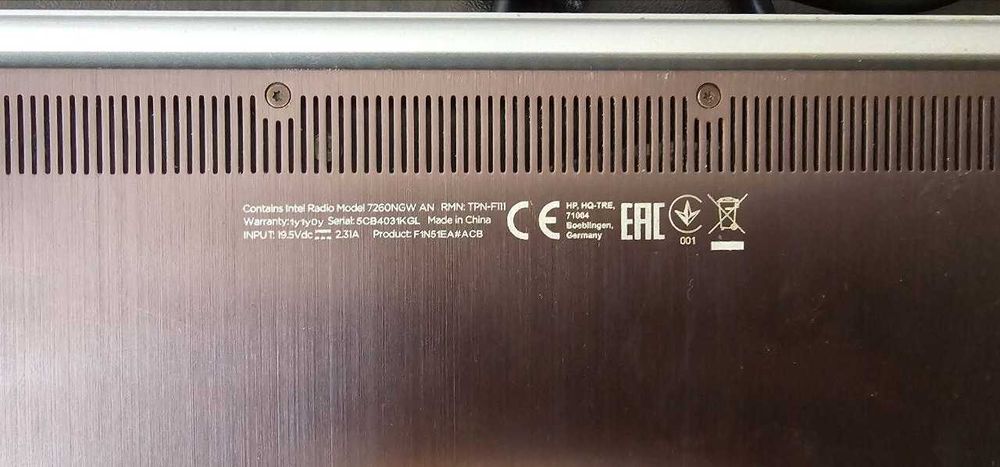 Contains Intel Radio Model 7260NGW AN RMN: TPN-F111
Warranty:1y1y0y Serial: 5CB4031KGL Made in China
INPUT: 19.5Vdc 2.31A Product: F1N51EA#ACB
CE
HP, HQ-TRE,
71064
Boeblingen,
Germany
EAC
001